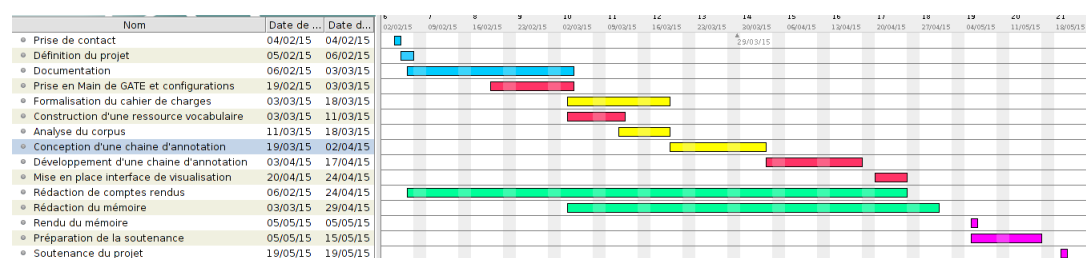 Nom Date de ... Date d... 6 7 8 9 10 11 12 13 14 15 16 17 18 19 20 21
02/02/15 09/02/15 16/02/15 23/02/15 02/03/15 09/03/15 16/03/15 23/03/15 30/03/15 06/04/15 13/04/15 20/04/15 27/04/15 04/05/15 11/05/15 18/05/15
Prise de contact 04/02/15 04/02/15 29/03/15
Définition du projet 05/02/15 06/02/15
Documentation 06/02/15 03/03/15
Prise en Main de GATE et configurations 19/02/15 03/03/15
Formalisation du cahier de charges 03/03/15 18/03/15
Construction d'une ressource vocabulaire 03/03/15 11/03/15
Analyse du corpus 11/03/15 18/03/15
Conception d'une chaine d'annotation 19/03/15 02/04/15
Développement d'une chaine d'annotation 03/04/15 17/04/15
Mise en place interface de visualisation 20/04/15 24/04/15
Rédaction de comptes rendus 06/02/15 24/04/15
Rédaction du mémoire 03/03/15 29/04/15
Rendu du mémoire 05/05/15 05/05/15
Préparation de la soutenance 05/05/15 15/05/15
Soutenance du projet 19/05/15 19/05/15